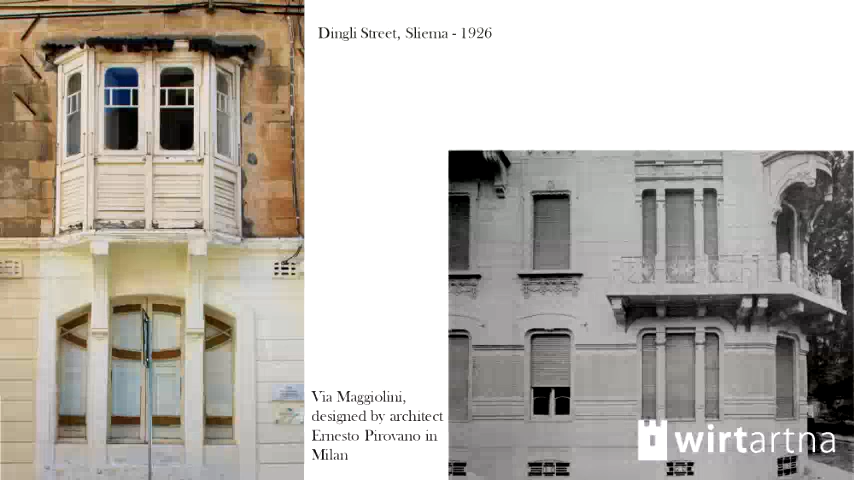 Dingli Street, Sliema - 1926
Via Maggiolini,
designed by architect
Ernesto Pirovano in
Milan
wirtartna